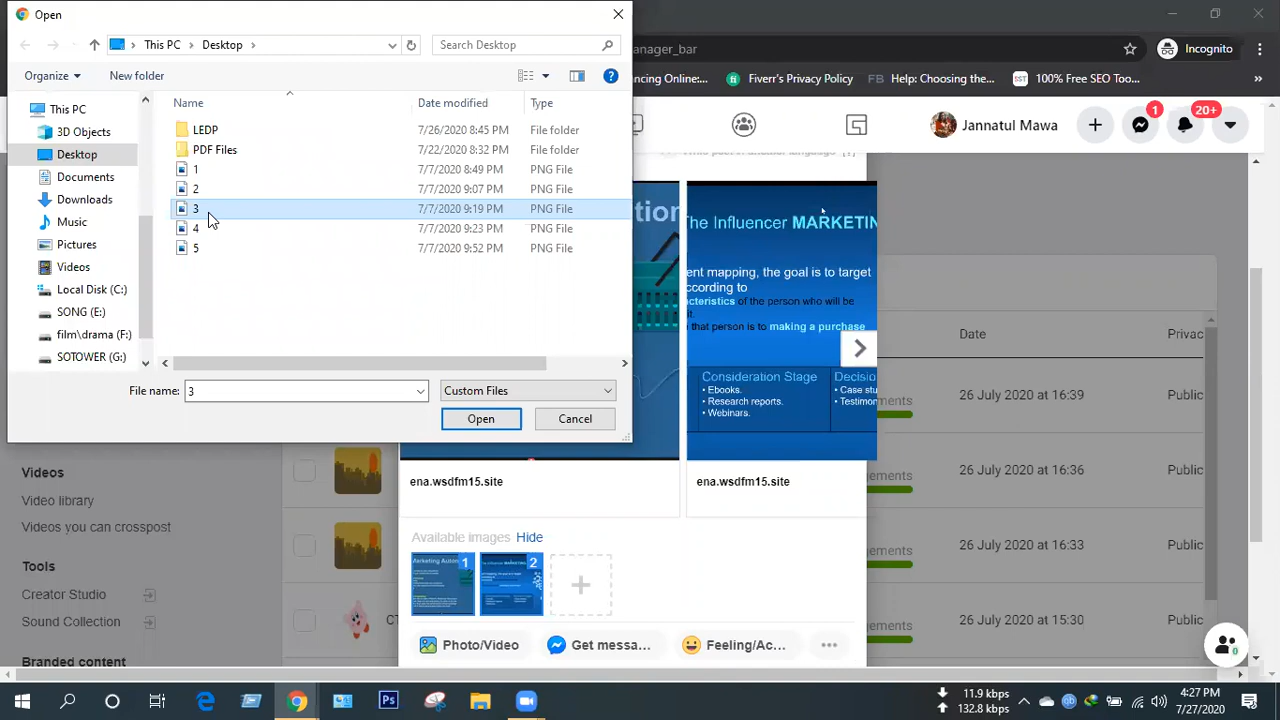 Open
This PC
Desktop
Search Desktop
Organize
New folder
Name
Date modified
Type
This PC
3D Objects
Desktop
Documents
Downloads
Music
Pictures
Videos
Local Disk (C:)
SONG (E:)
film\drama (F:)
SOTOWER (G:)
LEDP 7/26/2020 8:45 PM File folder
PDF Files 7/22/2020 8:32 PM File folder
1 7/7/2020 8:49 PM PNG File
2 7/7/2020 9:07 PM PNG File
3 7/7/2020 9:19 PM PNG File
4 7/7/2020 9:23 PM PNG File
5 7/7/2020 9:52 PM PNG File
File name: 3
Custom Files
Open
Cancel
anager_bar
Incognito
ncing Online:...
fi Fiverr's Privacy Policy
FB Help: Choosing the...
SST 100% Free SEO Too...
»
Jannatul Mawa
1
20+
The Influencer MARKETIN
ent mapping, the goal is to target
according to
cteristics of the person who will be
it.
that person is to making a purchase
Consideration Stage
• Ebooks.
• Research reports.
• Webinars.
Decisio
• Case stu
• Testimon
ena.wsdfm15.site
ena.wsdfm15.site
Available images Hide
1
2
Photo/Video
Get messa...
Feeling/Ac...
Videos
Video library
Videos you can crosspost
Tools
Creator Studio
Sound Collection
Branded content
Date
Privac
26 July 2020 at 16:39
Public
26 July 2020 at 16:36
Public
26 July 2020 at 16:33
Public
26 July 2020 at 15:30
Public
0
11.9 kbps
132.8 kbps
4:27 PM
7/27/2020